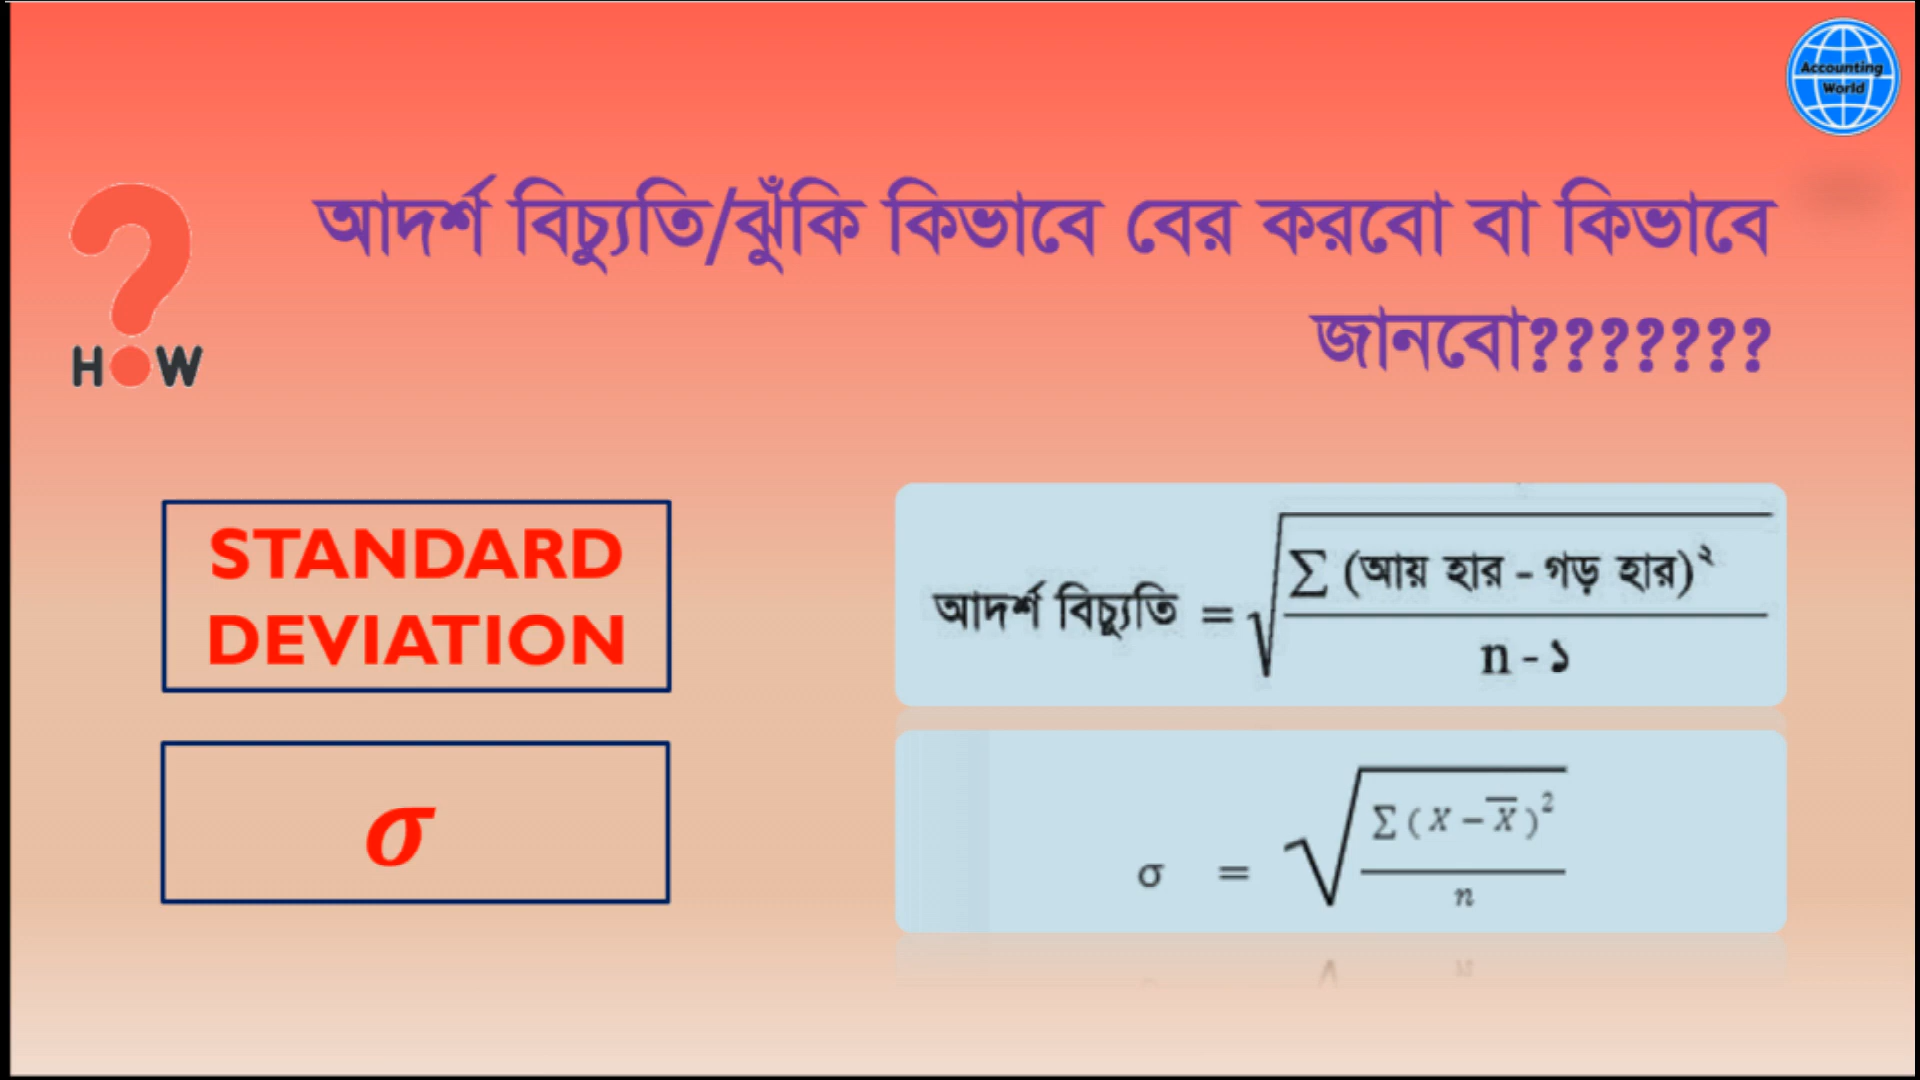 Accounting
World
আদর্শ বিচ্যুতি/ঝুঁকি কিভাবে বের করবো বা কিভাবে
জানবো???????
HOW
STANDARD
DEVIATION
আদর্শ বিচ্যুতি = √(∑ (আয় হার - গড় হার)² / n - ১)
σ
σ = √(∑ (X – X̅)² / n)